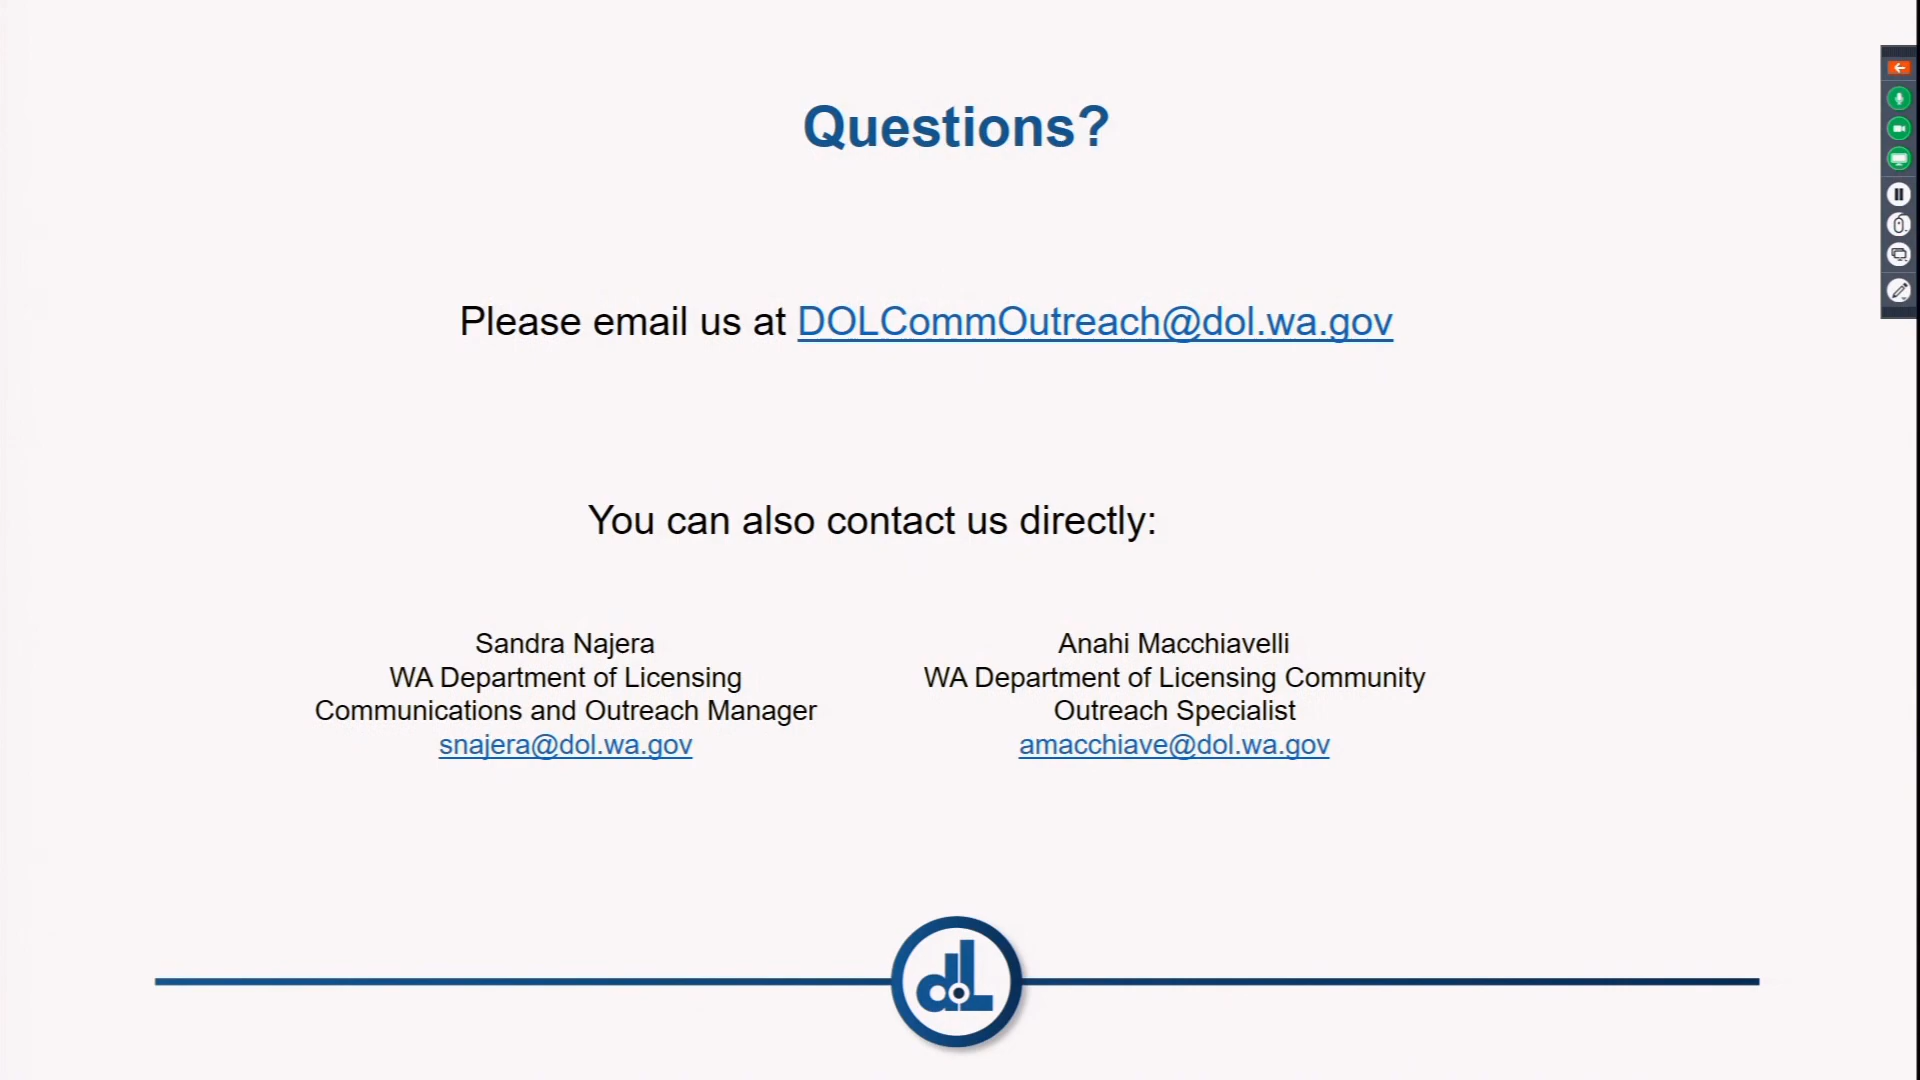 Questions?
Please email us at DOLCommOutreach@dol.wa.gov
You can also contact us directly:
Sandra Najera
WA Department of Licensing
Communications and Outreach Manager
snajera@dol.wa.gov
Anahi Macchiavelli
WA Department of Licensing Community
Outreach Specialist
amacchiave@dol.wa.gov
dol